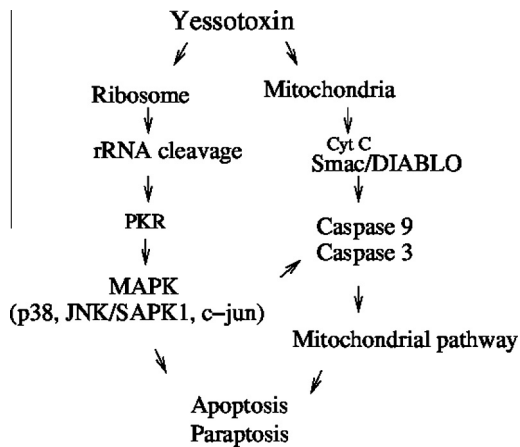 Yessotoxin
Ribosome
Mitochondria
rRNA cleavage
Cyt C
Smac/DIABLO
PKR
Caspase 9
Caspase 3
MAPK
(p38, JNK/SAPK1, c-jun)
Mitochondrial pathway
Apoptosis
Paraptosis